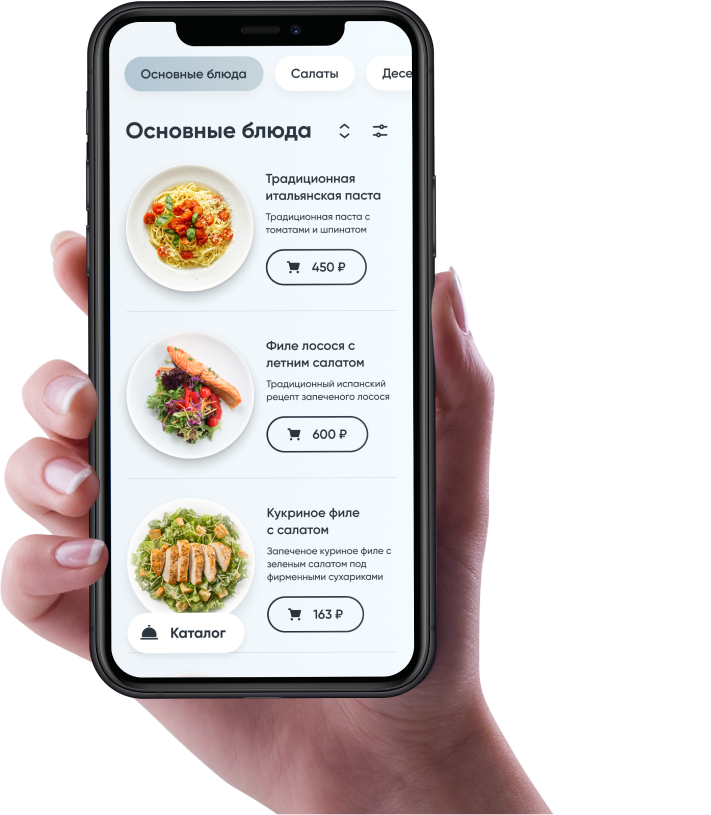 Основные блюда
Салаты
Десе
Основные блюда
Традиционная
итальянская паста
Традиционная паста с
томатами и шпинатом
450 ₽
Филе лосося с
летним салатом
Традиционный испанский
рецепт запеченого лосося
600 ₽
Кукриное филе
с салатом
Запеченое куриное филе с
зеленым салатом под
фирменными сухариками
163 ₽
Каталог